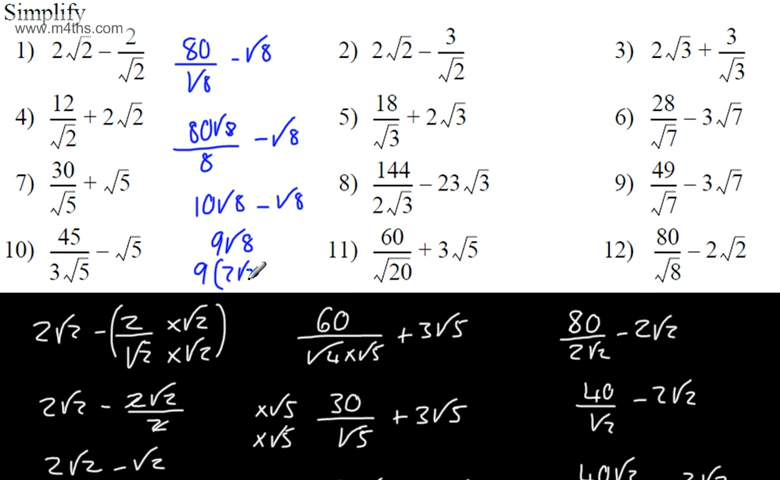 Simplify
www.m4ths.com
1) 2√2 − 2/√2
80/√8 − √8
2) 2√2 − 3/√2
3) 2√3 + 3/√3
4) 12/√2 + 2√2
80√8/8 − √8
5) 18/√3 + 2√3
6) 28/√7 − 3√7
7) 30/√5 + √5
10√8 − √8
8) 144/2√3 − 23√3
9) 49/√7 − 3√7
10) 45/3√5 − √5
9√8
9(2√2
11) 60/√20 + 3√5
12) 80/√8 − 2√2
2√2 − (2/√2 ×√2/×√2)
60/√4×√5 + 3√5
80/2√2 − 2√2
2√2 − 2√2/2
×√5/×√5 30/√5 + 3√5
40/√2 − 2√2
2√2 − √2
40√2